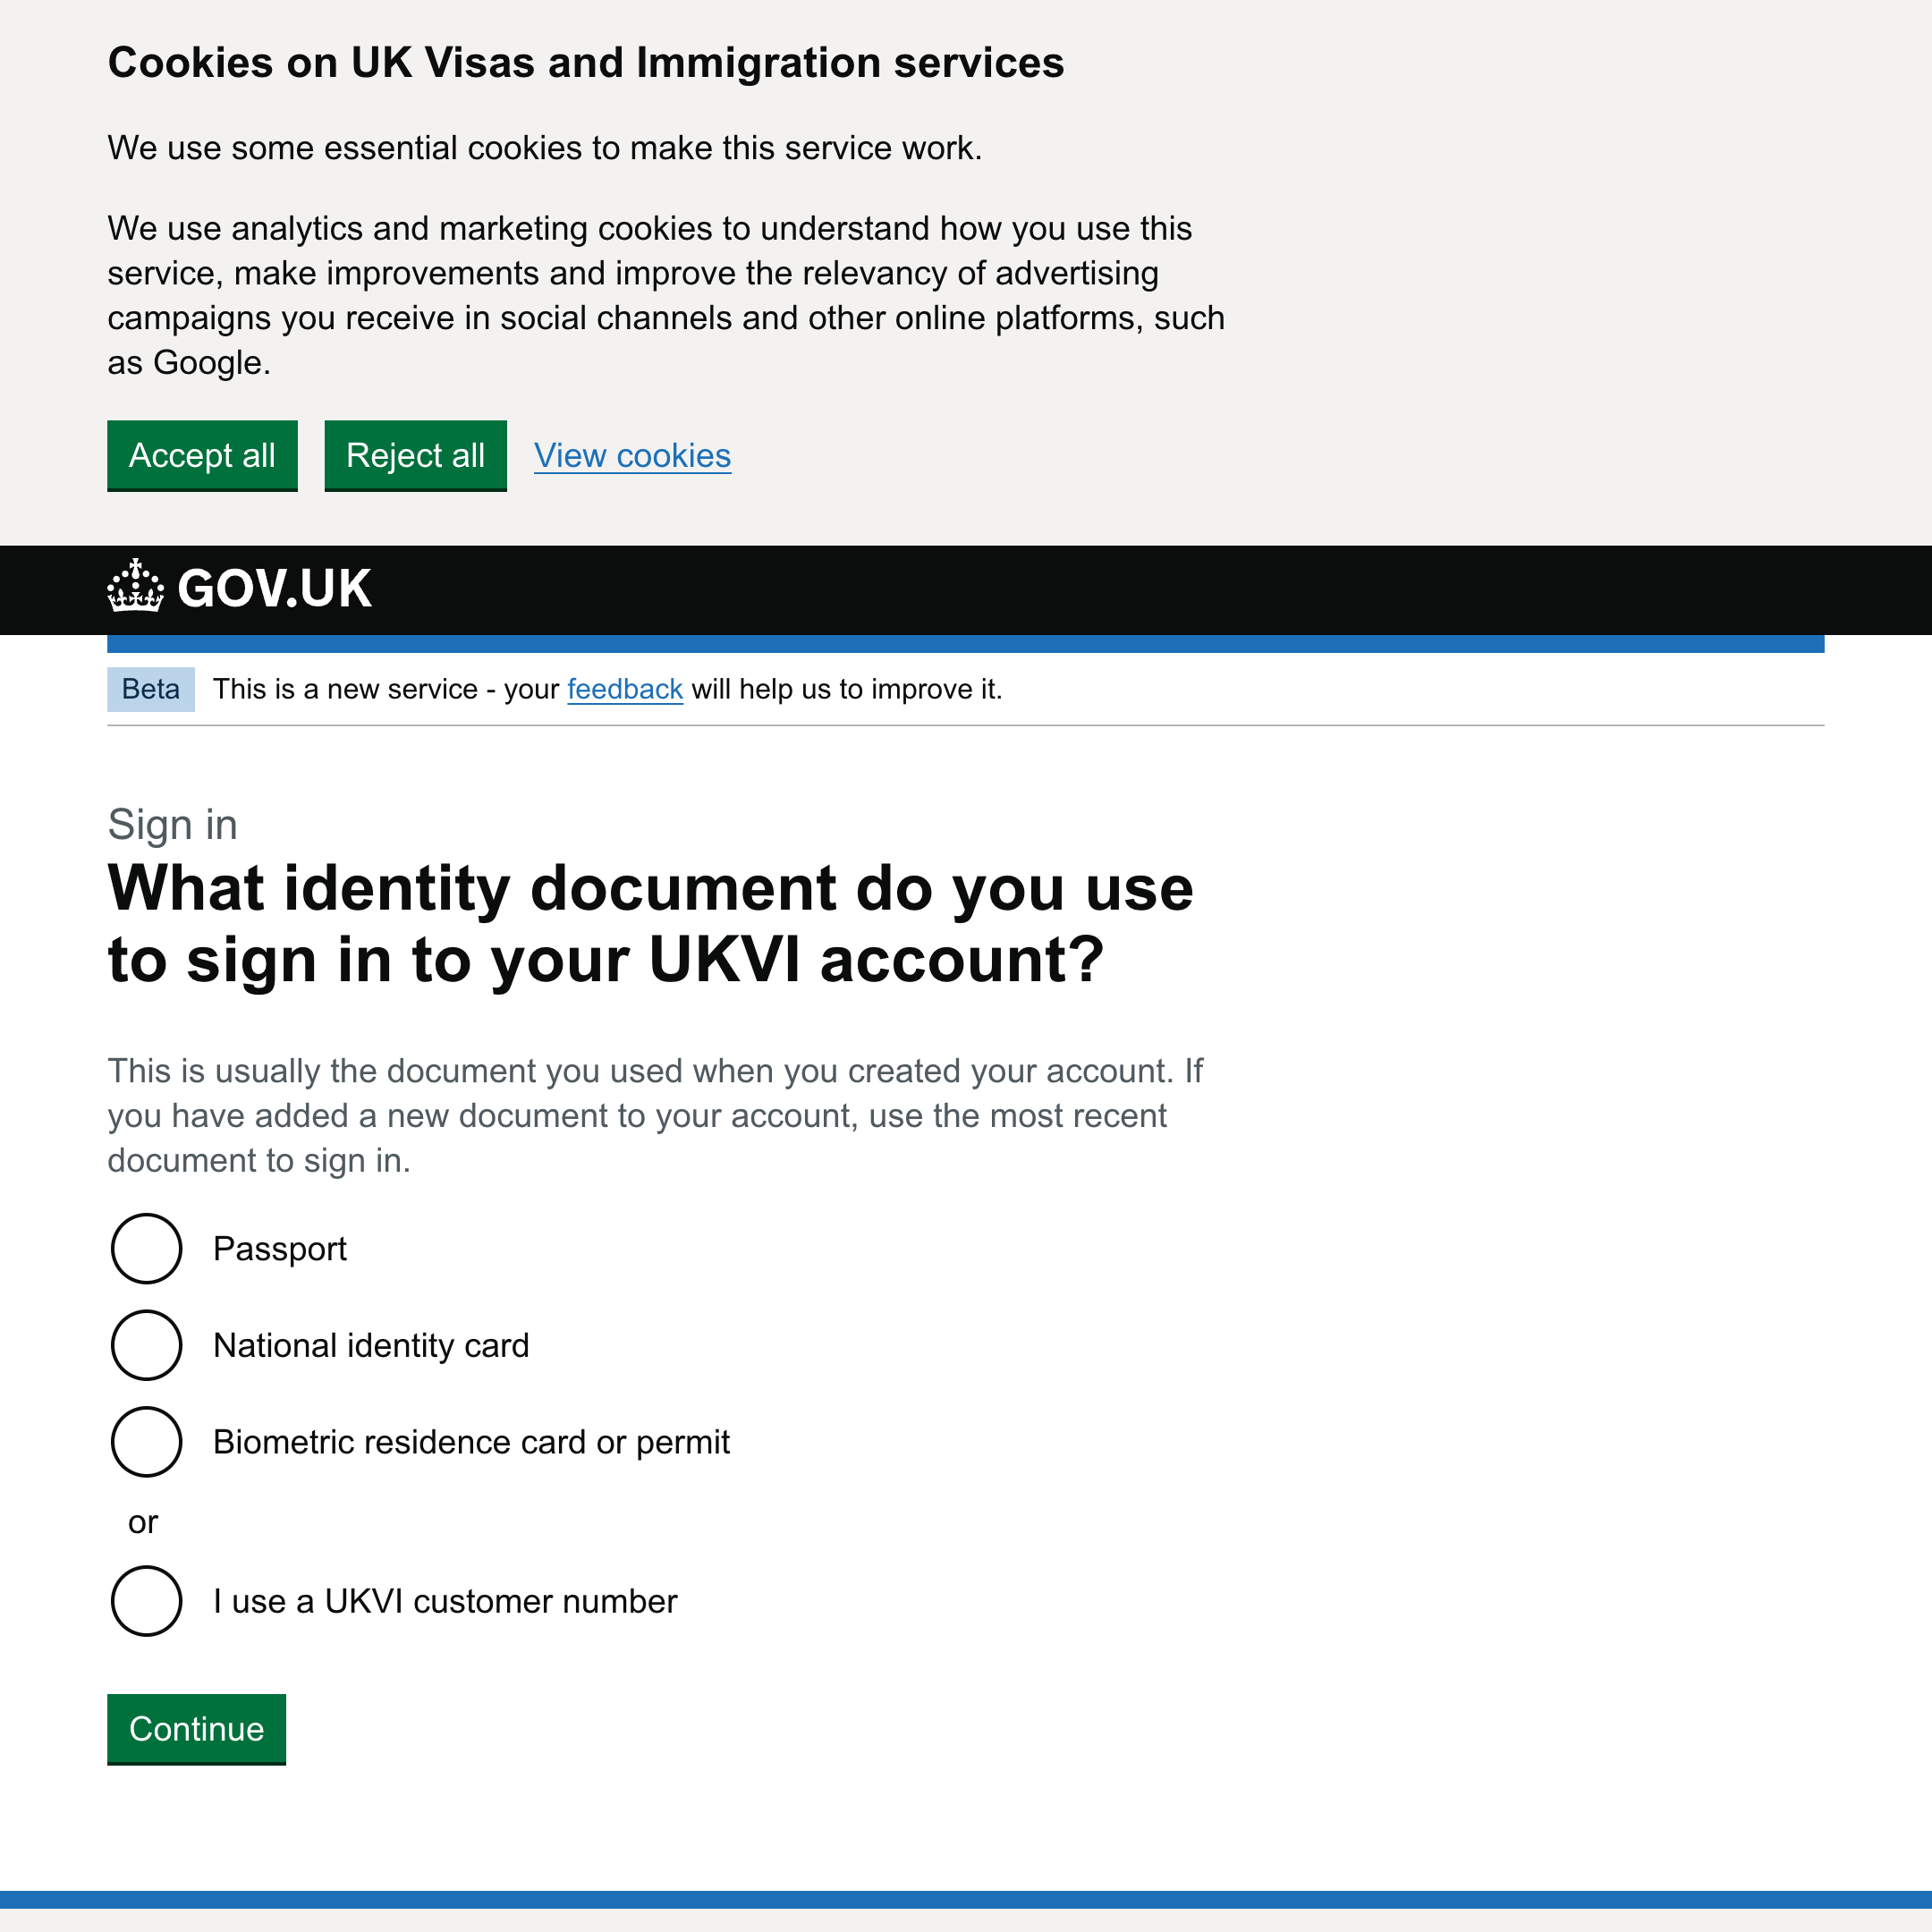 Cookies on UK Visas and Immigration services
We use some essential cookies to make this service work.
We use analytics and marketing cookies to understand how you use this
service, make improvements and improve the relevancy of advertising
campaigns you receive in social channels and other online platforms, such
as Google.
Accept all Reject all View cookies
GOV.UK
Beta This is a new service - your feedback will help us to improve it.
Sign in
What identity document do you use
to sign in to your UKVI account?
This is usually the document you used when you created your account. If
you have added a new document to your account, use the most recent
document to sign in.
Passport
National identity card
Biometric residence card or permit
or
I use a UKVI customer number
Continue